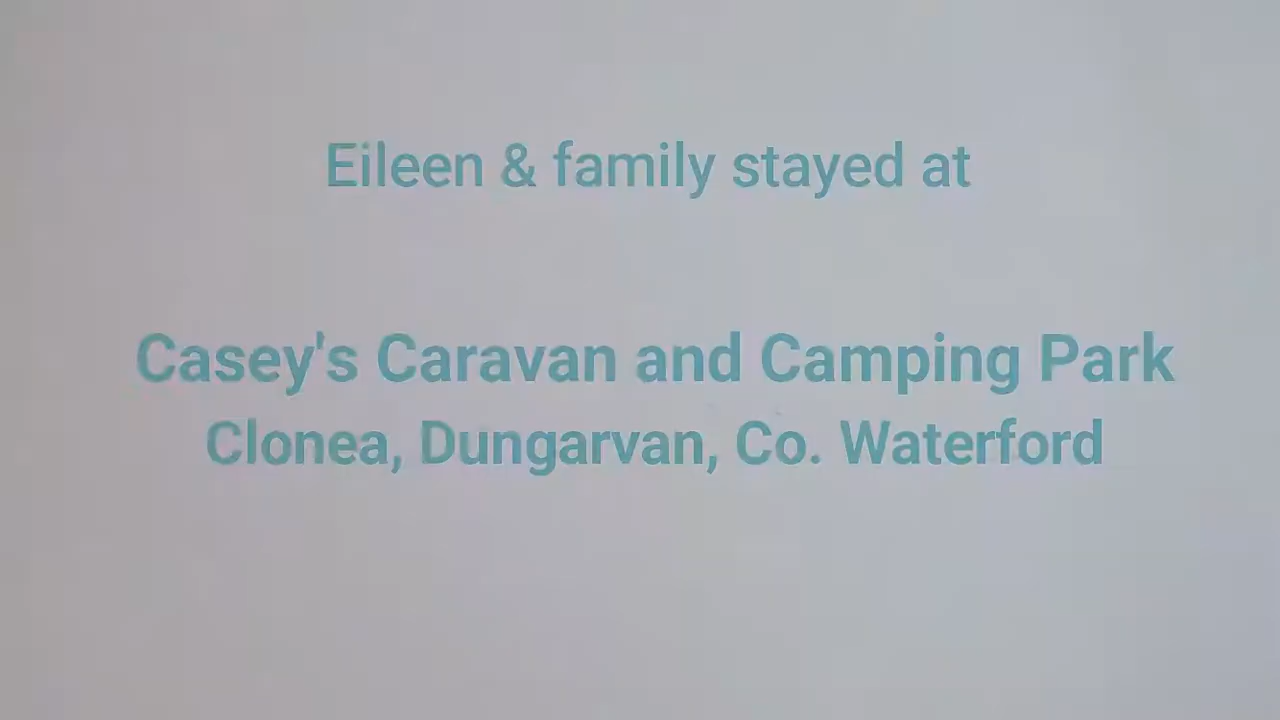 Eileen & family stayed at
Casey's Caravan and Camping Park
Clonea, Dungarvan, Co. Waterford